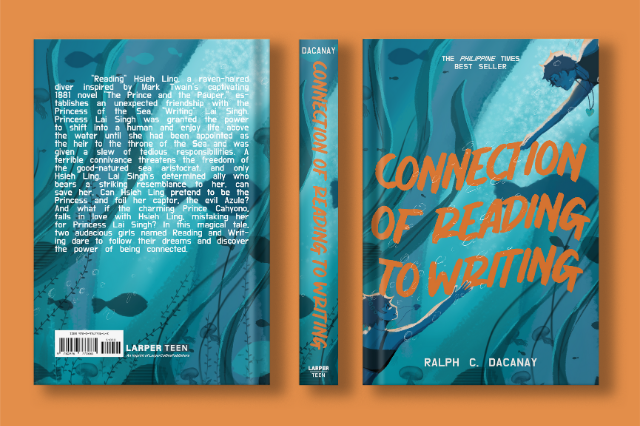 "Reading" Hsieh Ling, a raven-haired
diver inspired by Mark Twain's captivating
1881 novel "The Prince and the Pauper," es-
tablishes an unexpected friendship with the
Princess of the Sea, "Writing" Lai Singh.
Princess Lai Singh was granted the power
to shift into a human and enjoy life above
the water until she had been appointed as
the heir to the throne of the Sea and was
given a slew of tedious responsibilities. A
terrible connivance threatens the freedom of
the good-natured sea aristocrat, and only
Hsieh Ling, Lai Singh's determined ally who
bears a striking resemblance to her, can
save her. Can Hsieh Ling pretend to be the
Princess and foil her captor, the evil Azule?
And what if the charming Prince Cahyono,
falls in love with Hsieh Ling, mistaking her
for Princess Lai Singh? In this magical tale,
two audacious girls named Reading and Writ-
ing dare to follow their dreams and discover
the power of being connected.
LARPER TEEN
DACANAY
CONNECTION OF READING TO WRITING
LARPER
TEEN
THE PHILIPPINE TIMES
BEST SELLER
CONNECTION
OF READING
TO WRITING
RALPH C. DACANAY